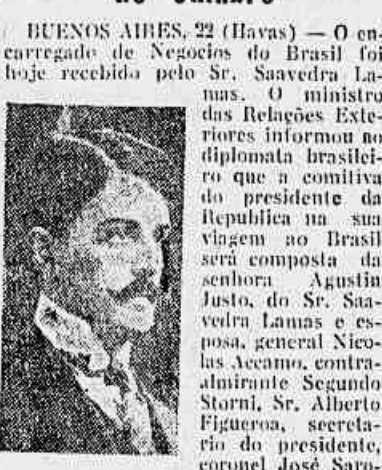 BUENOS AIRES, 22 (Havas) — O en-
carregado de Negocios do Brasil foi
hoje recebido pelo Sr. Saavedra La-
mas. O ministro
das Relações Exte-
riores informou ao
diplomata brasilei-
ro que a comitiva
do presidente da
Republica na sua
viagem ao Brasil
será composta da
senhora Agustin
Justo, do Sr. Saa-
vedra Lamas e es-
posa, general Nico-
las Accamo, contra-
almirante Segundo
Storni, Sr. Alberto
Figueroa, secreta-
rio do presidente,
coronel José Saro-